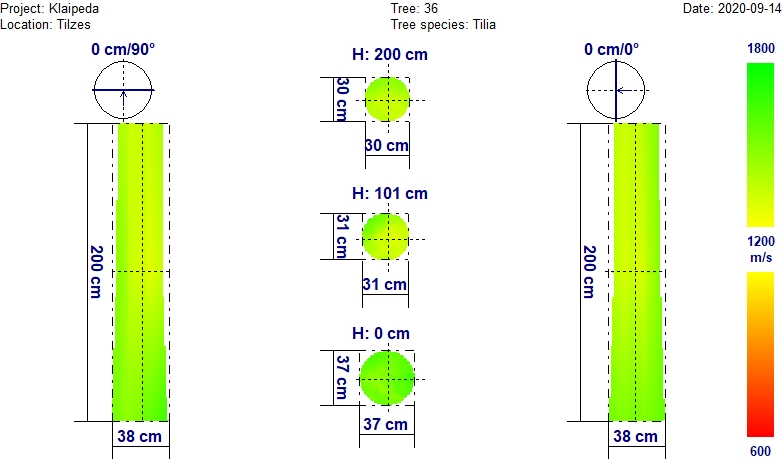 Project: Klaipeda
Tree: 36
Date: 2020-09-14
Location: Tilzes
Tree species: Tilia
0 cm/90°
H: 200 cm
0 cm/0°
1800
30 cm
30 cm
200 cm
H: 101 cm
31 cm
31 cm
200 cm
1200
m/s
H: 0 cm
37 cm
37 cm
38 cm
38 cm
600